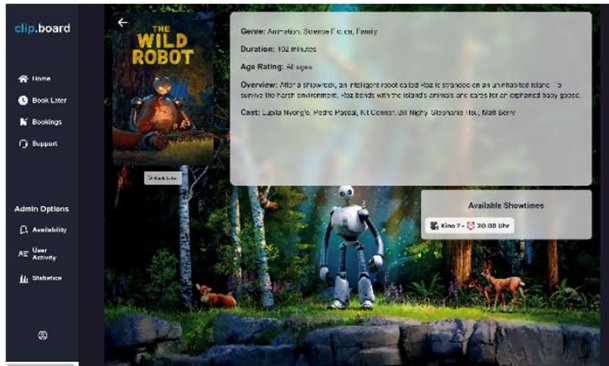 clip.board
Home
Book Later
Bookings
Support
Admin Options
Availability
User
Activity
Statistics
THE
WILD
ROBOT
Book Later
Genre: Animation, Science Fiction, Family
Duration: 102 minutes
Age Rating: All ages
Overview: After a shipwreck, an intelligent robot called Roz is stranded on an uninhabited island. To
survive the harsh environment, Roz bonds with the island's animals and cares for an orphaned baby goose.
Cast: Lupita Nyong'o, Pedro Pascal, Kit Connor, Bill Nighy, Stephanie Hsu, Matt Berry
Available Showtimes
Kino 7 - 20:00 Uhr